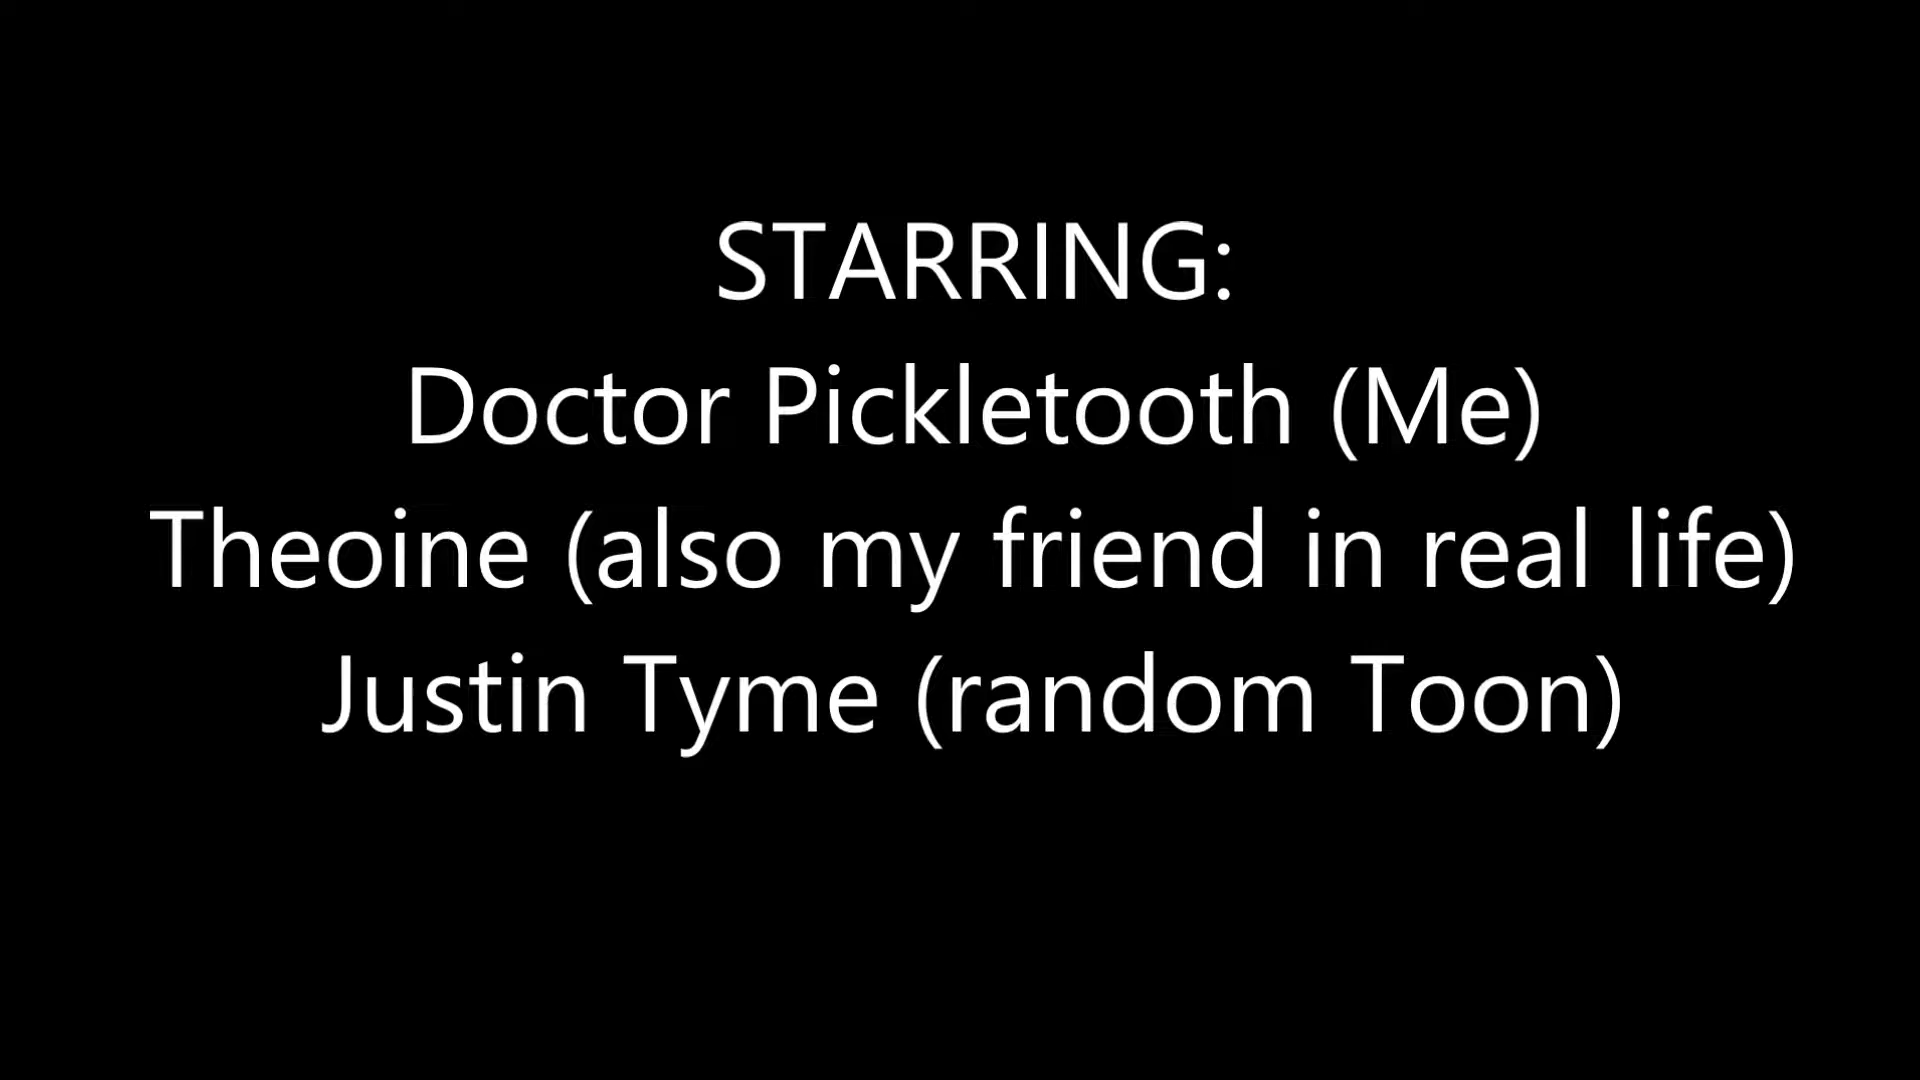 STARRING:
Doctor Pickletooth (Me)
Theoine (also my friend in real life)
Justin Tyme (random Toon)